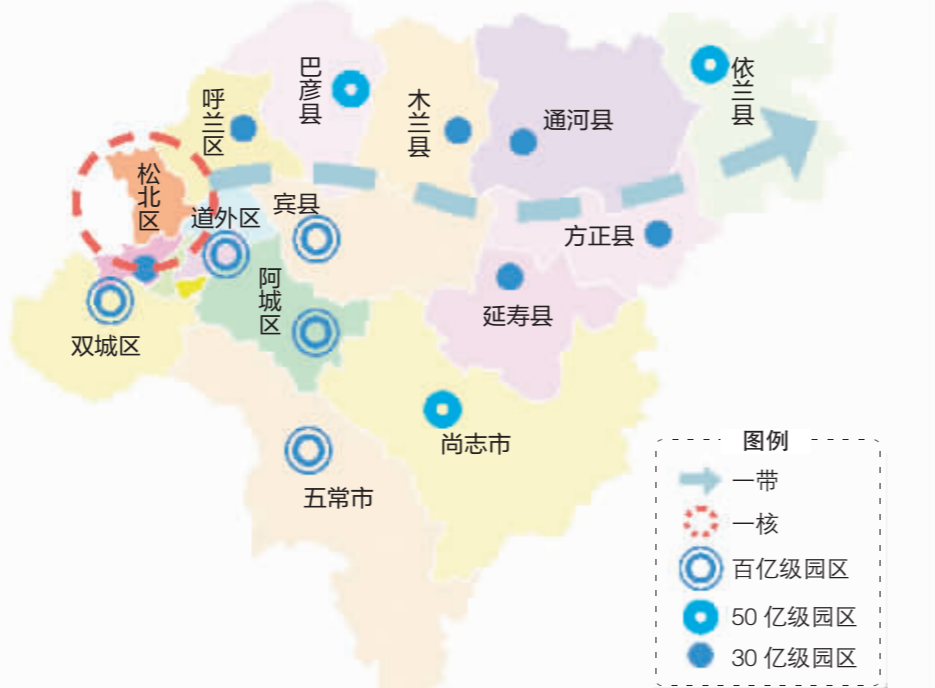 依兰县
巴彦县
呼兰区
木兰县
通河县
松北区
道外区
宾县
方正县
阿城区
延寿县
双城区
尚志市
五常市
图例
一带
一核
百亿级园区
50 亿级园区
30 亿级园区